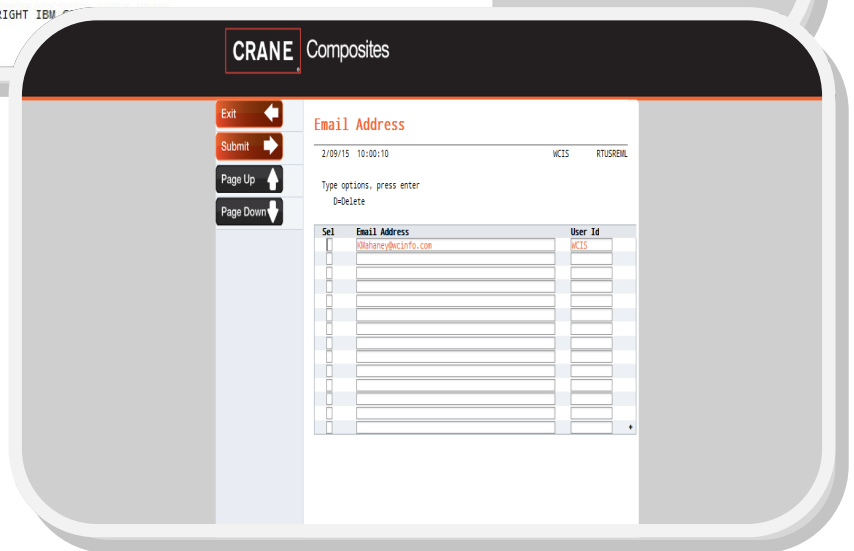 RIGHT IBM
CRANE Composites
Exit
Submit
Page Up
Page Down
Email Address
2/09/15 10:00:10 WCIS RTUSREML
Type options, press enter
D=Delete
Sel Email Address User Id
KMahaney@wcinfo.com WCIS
+